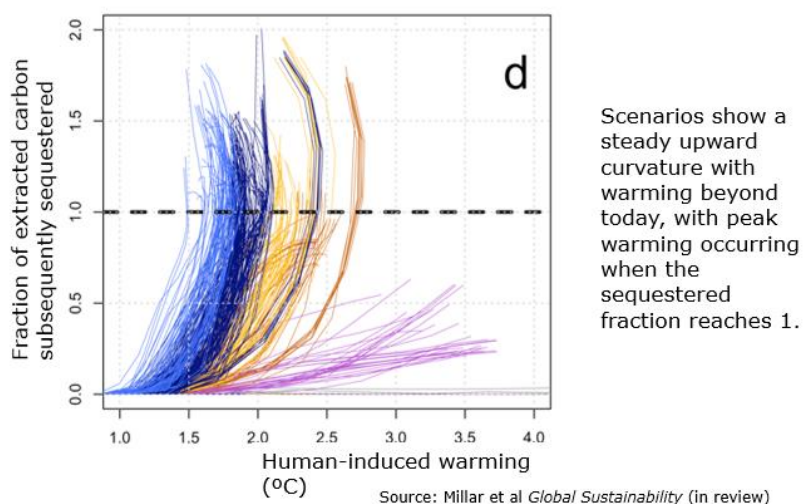 d
Fraction of extracted carbon
subsequently sequestered
2.0
1.5
1.0
0.5
0.0
1.0 1.5 2.0 2.5 3.0 3.5 4.0
Human-induced warming
(ºC)
Scenarios show a
steady upward
curvature with
warming beyond
today, with peak
warming occurring
when the
sequestered
fraction reaches 1.
Source: Millar et al Global Sustainability (in review)